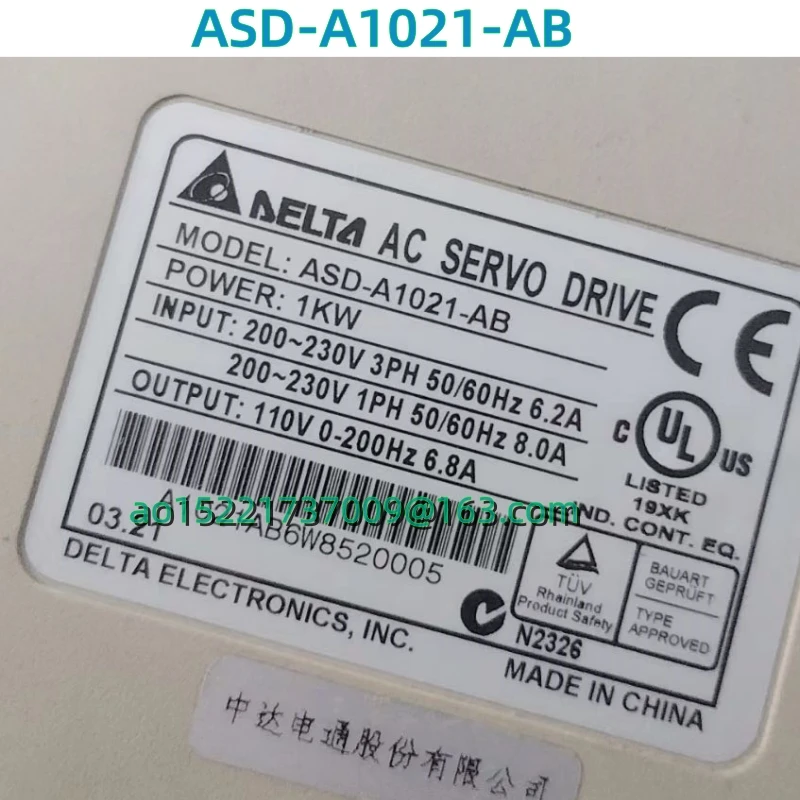 ASD-A1021-AB
DELTA AC SERVO DRIVE
MODEL: ASD-A1021-AB
POWER: 1KW
INPUT: 200~230V 3PH 50/60Hz 6.2A
200~230V 1PH 50/60Hz 8.0A
OUTPUT: 110V 0-200Hz 6.8A
CE
C UL US
LISTED
19XK
IND. CONT. EQ.
ao15221737009@163.com
AB6W8520005
03.21
DELTA ELECTRONICS, INC.
TÜV
Rheinland
Product Safety
BAUART
GEPRÜFT
TYPE
APPROVED
N2326
MADE IN CHINA
中达电通股份有限公司